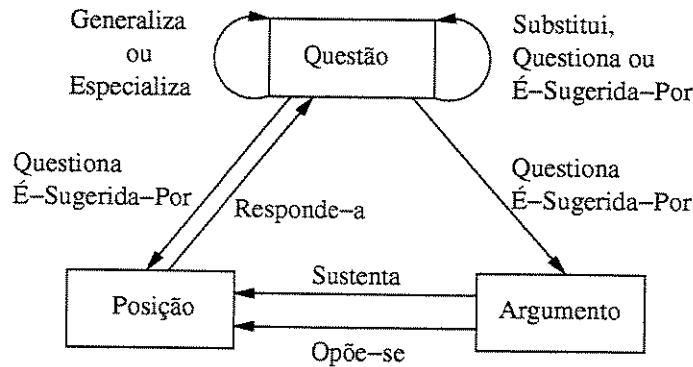 Generaliza
ou
Especializa
Questão
Substitui,
Questiona ou
É–Sugerida–Por
Questiona
É–Sugerida–Por
Responde–a
Questiona
É–Sugerida–Por
Posição
Sustenta
Opõe–se
Argumento